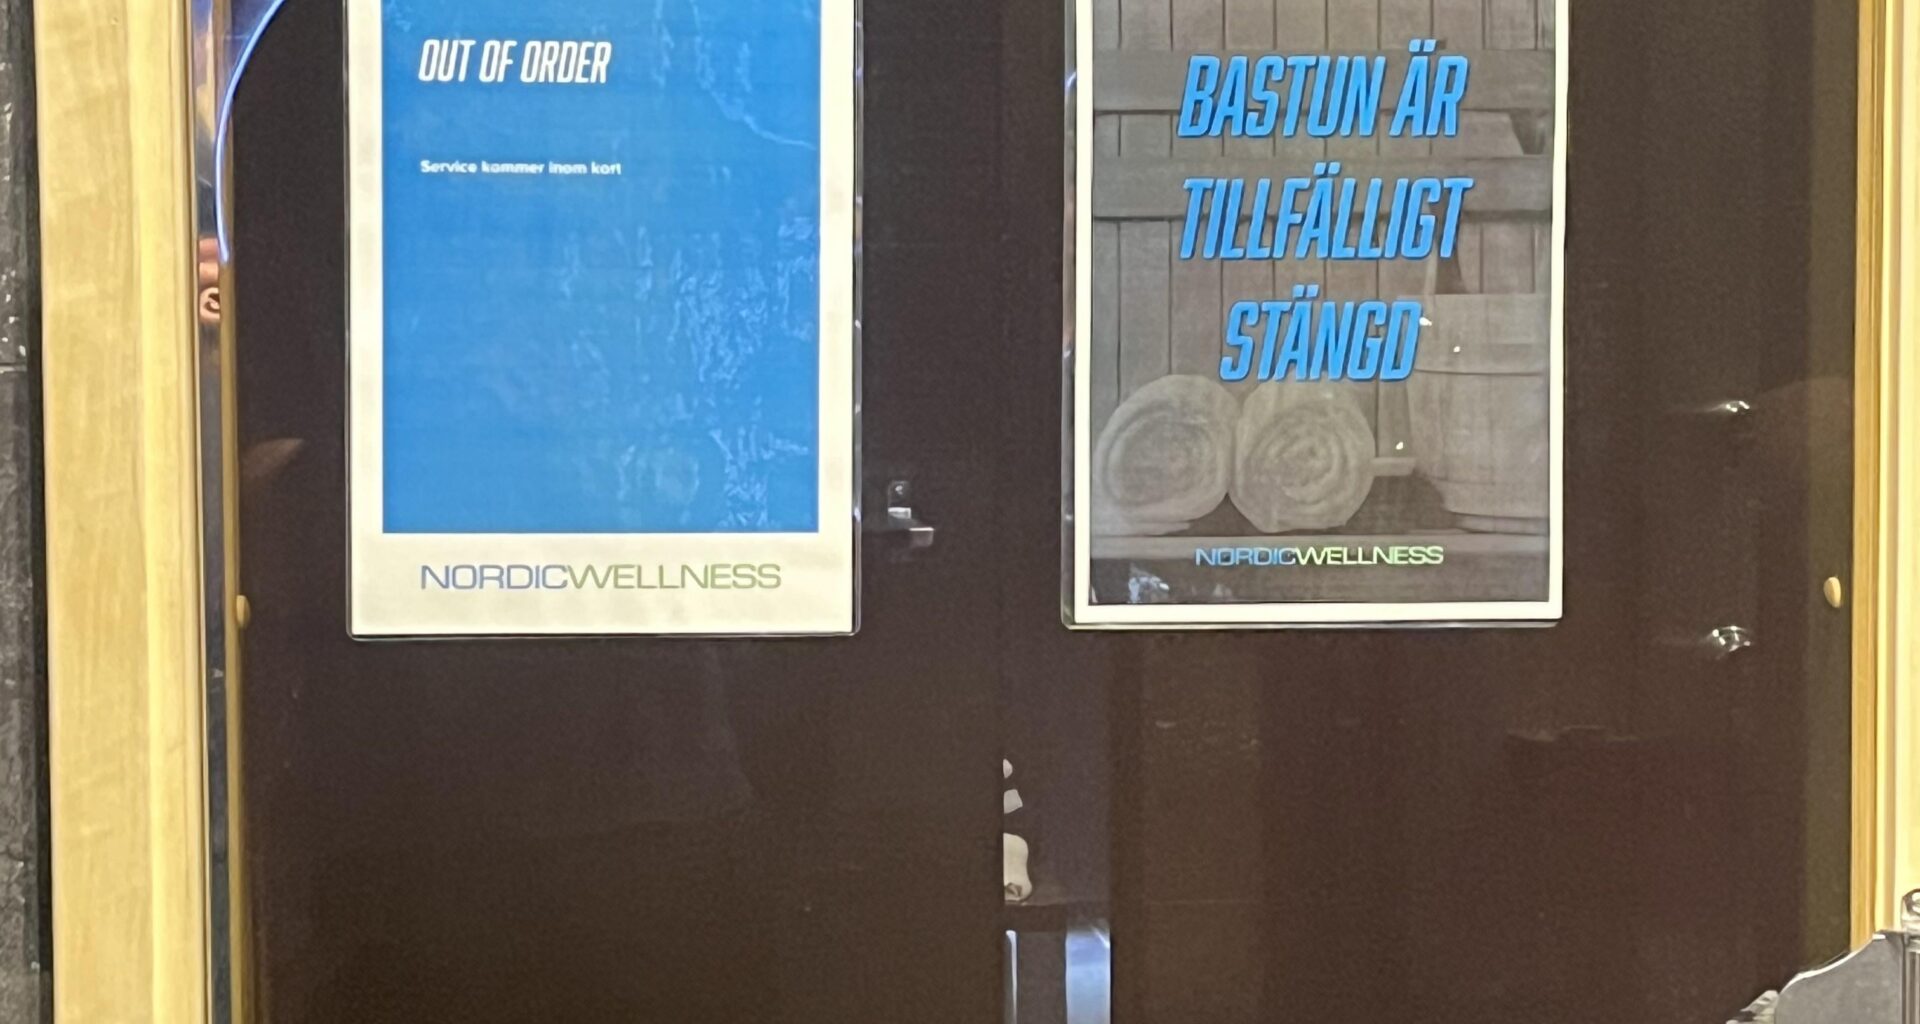 OUT OF ORDER
Service kommer inom kort
NORDICWELLNESS
BASTUN ÄR
TILLFÄLLIGT
STÄNGD
NORDICWELLNESS